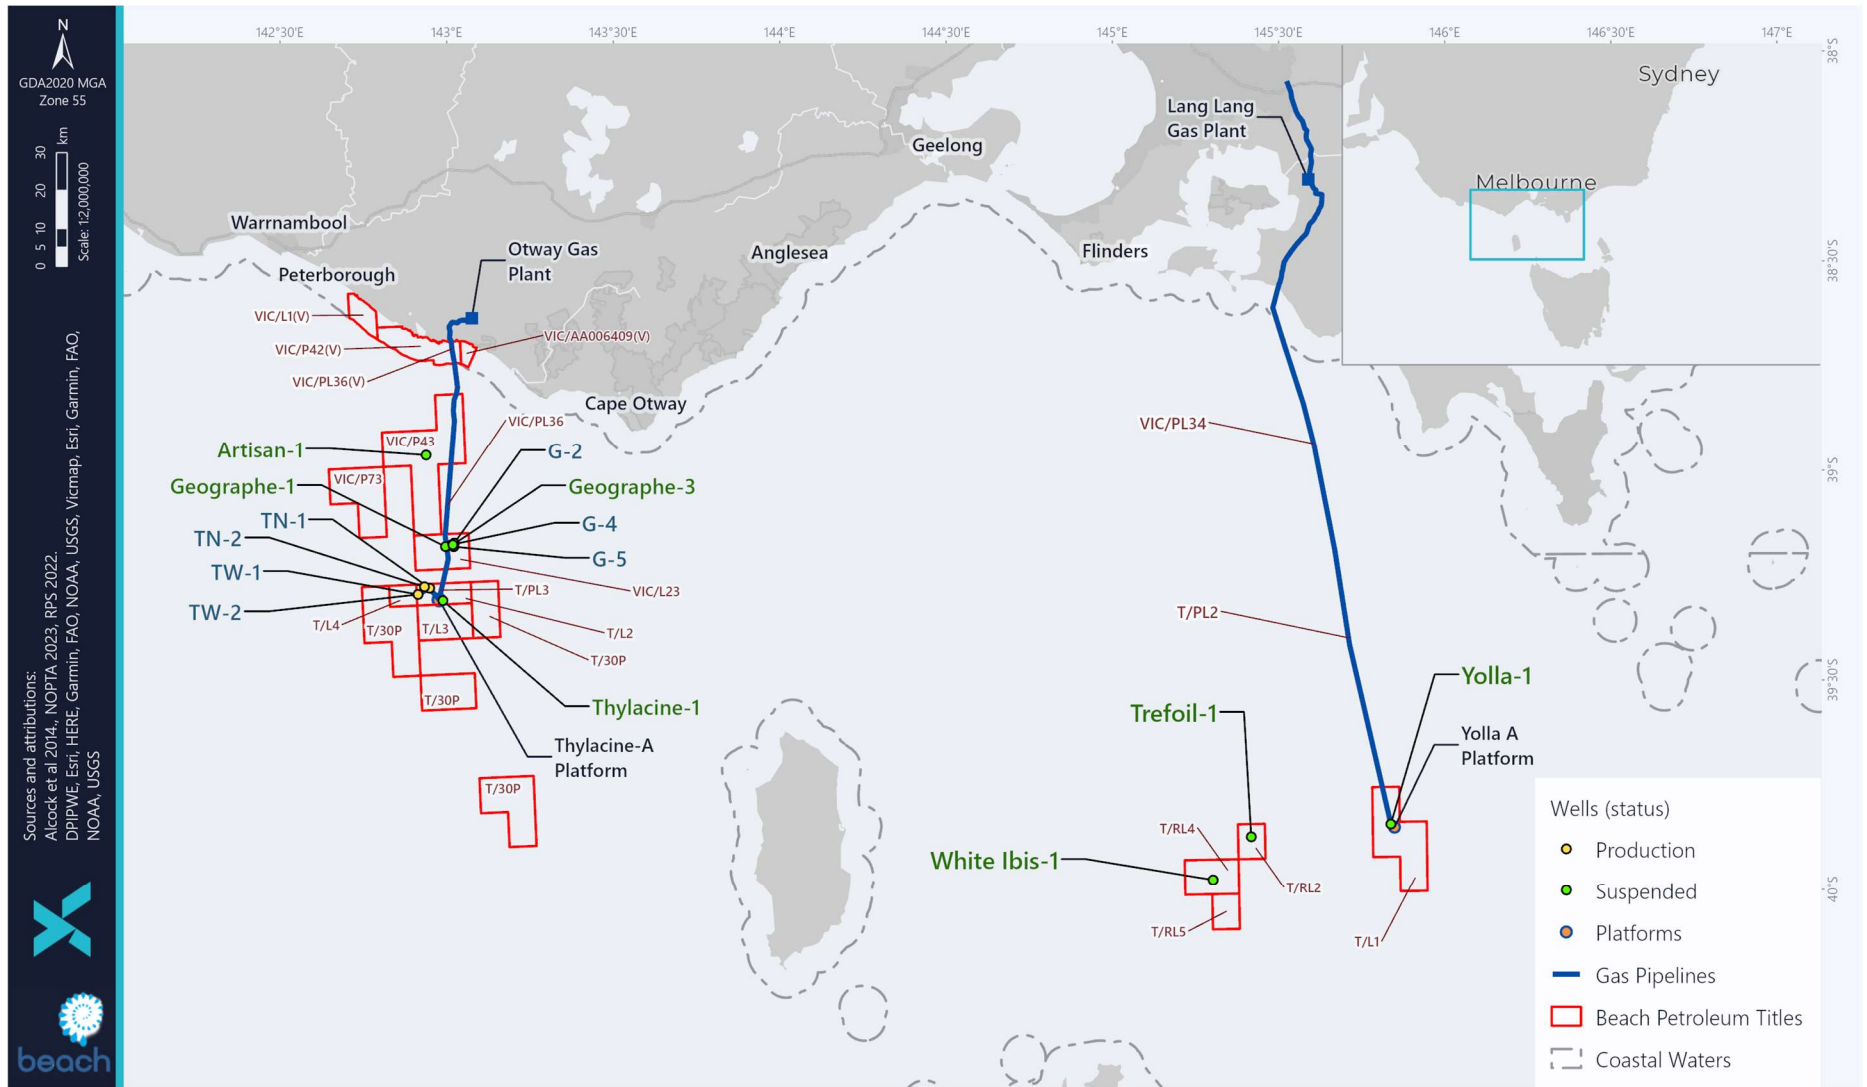 N
GDA2020 MGA
Zone 55
0 5 10 20 30 km
Scale: 1:2,000,000
Sources and attributions:
Alcock et al 2014., NOPTA 2023, RPS 2022.
DPIPWE, Esri, HERE, Garmin, FAO, NOAA, USGS, Vicmap, Esri, Garmin, FAO,
NOAA, USGS
beach
142°30'E
143°E
143°30'E
144°E
144°30'E
145°E
145°30'E
146°E
146°30'E
147°E
38°S
38°30'S
39°S
39°30'S
40°S
Sydney
Melbourne
Lang Lang
Gas Plant
Geelong
Warrnambool
Otway Gas
Plant
Anglesea
Flinders
Peterborough
VIC/L1(V)
VIC/P42(V)
VIC/AA006409(V)
VIC/PL36(V)
Cape Otway
VIC/PL36
VIC/PL34
VIC/P43
Artisan-1
G-2
VIC/P73
Geographe-1
Geographe-3
TN-1
G-4
TN-2
G-5
TW-1
T/PL3
VIC/L23
TW-2
T/L4
T/30P
T/L3
T/L2
T/30P
T/PL2
T/30P
Thylacine-1
Thylacine-A
Platform
T/30P
Yolla-1
Trefoil-1
Yolla A
Platform
T/RL4
White Ibis-1
T/RL2
T/RL5
T/L1
Wells (status)
Production
Suspended
Platforms
Gas Pipelines
Beach Petroleum Titles
Coastal Waters